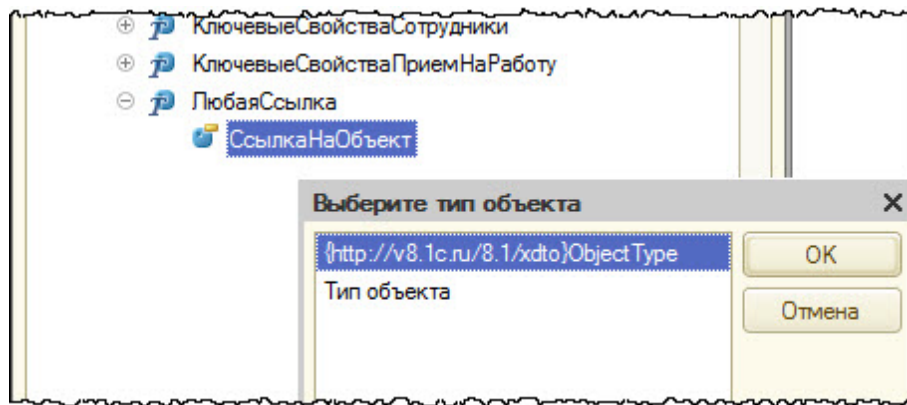 КлючевыеСвойстваСотрудники
КлючевыеСвойстваПриемНаРаботу
ЛюбаяСсылка
СсылкаНаОбъект
Выберите тип объекта
{http://v8.1c.ru/8.1/xdto}ObjectType
OK
Тип объекта
Отмена